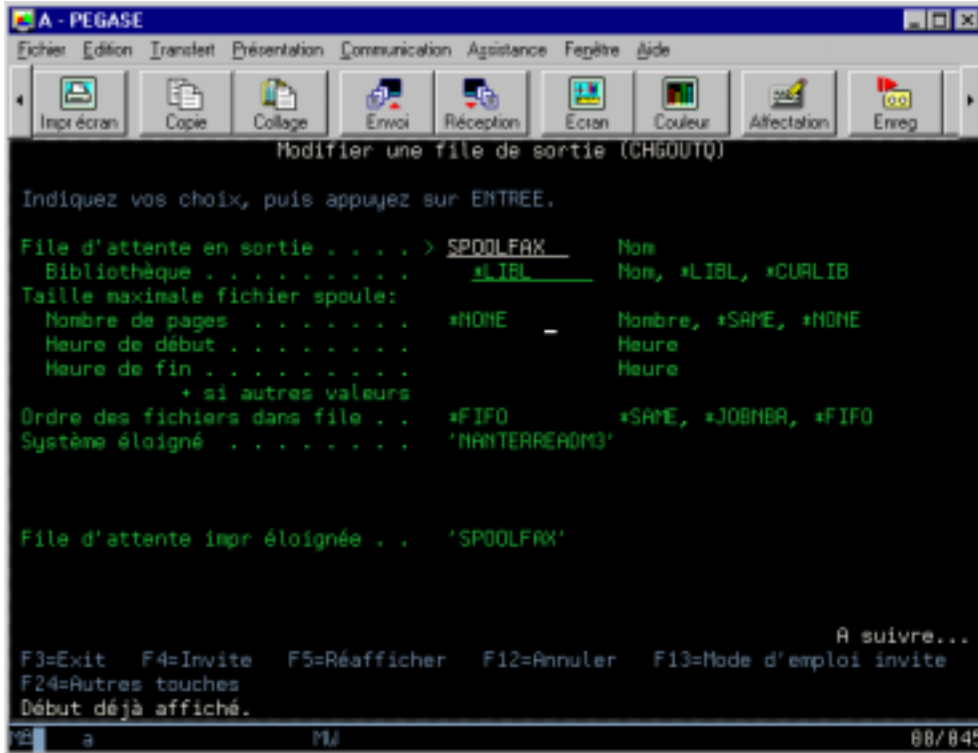 A - PEGASE
Fichier Edition Transfert Présentation Communication Assistance Fenêtre Aide
Impr écran Copie Collage Envoi Réception Ecran Couleur Affectation Enreg
Modifier une file de sortie (CHGOUTQ)
Indiquez vos choix, puis appuyez sur ENTREE.
File d'attente en sortie . . . . > SPOOLFAX Nom
Bibliothèque . . . . . . . . . *LIBL Nom, *LIBL, *CURLIB
Taille maximale fichier spoule:
Nombre de pages . . . . . . . *NONE Nombre, *SAME, *NONE
Heure de début . . . . . . . . Heure
Heure de fin . . . . . . . . . Heure
+ si autres valeurs
Ordre des fichiers dans file . . *FIFO *SAME, *JOBNBR, *FIFO
Système éloigné . . . . . . . . 'NANTERREADM3'
File d'attente impr éloignée . . 'SPOOLFAX'
A suivre...
F3=Exit F4=Invite F5=Réafficher F12=Annuler F13=Mode d'emploi invite
F24=Autres touches
Début déjà affiché.
a MW